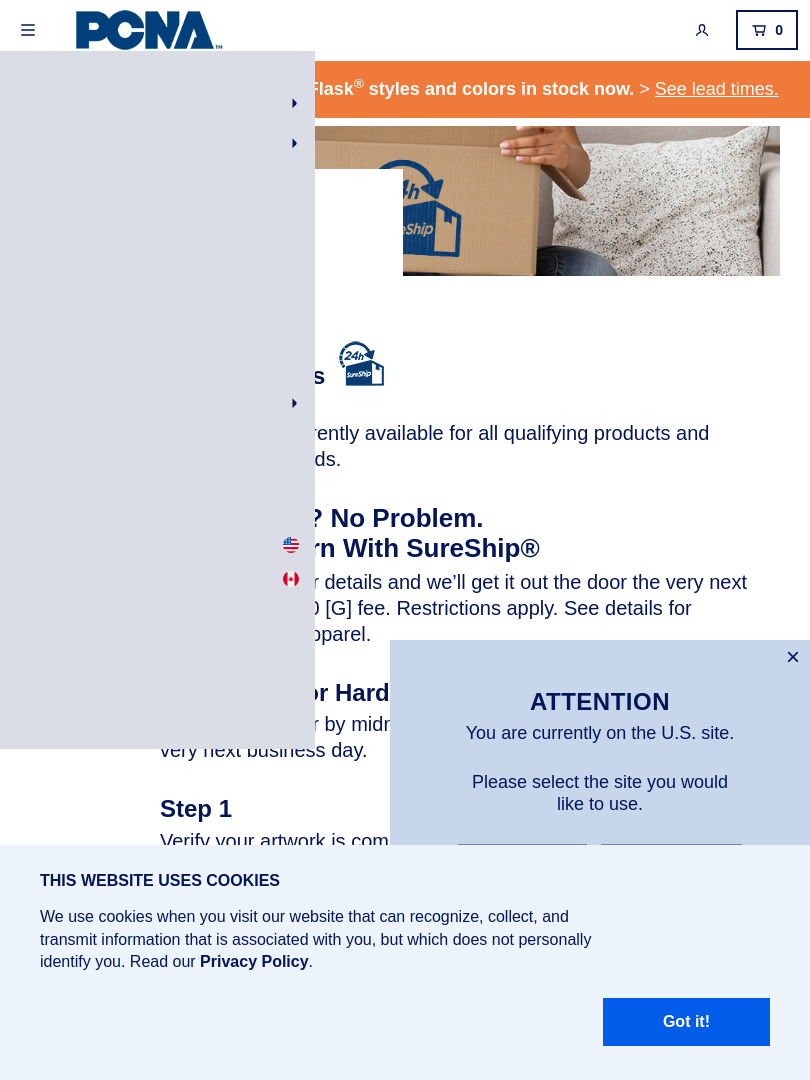 PCNA™
0
Flask® styles and colors in stock now. > See lead times.
24h
SureShip
s
24h
SureShip
rently available for all qualifying products and
ds.
? No Problem.
rn With SureShip®
r details and we’ll get it out the door the very next
0 [G] fee. Restrictions apply. See details for
pparel.
or Hard
r by midn
very next business day.
Step 1
Verify your artwork is com
×
ATTENTION
You are currently on the U.S. site.
Please select the site you would
like to use.
THIS WEBSITE USES COOKIES
We use cookies when you visit our website that can recognize, collect, and
transmit information that is associated with you, but which does not personally
identify you. Read our Privacy Policy.
Got it!